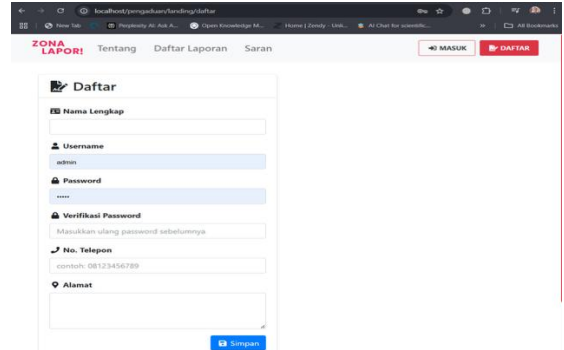 localhost/pengaduan/landing/daftar
New Tab
Perplexity AI: Ask A...
Open Knowledge M...
Home | Zendy - Unli...
AI Chat for scientific...
All Bookmarks
ZONA LAPOR!
Tentang
Daftar Laporan
Saran
MASUK
DAFTAR
Daftar
Nama Lengkap
Username
admin
Password
•••••
Verifikasi Password
Masukkan ulang password sebelumnya
No. Telepon
contoh: 08123456789
Alamat
Simpan